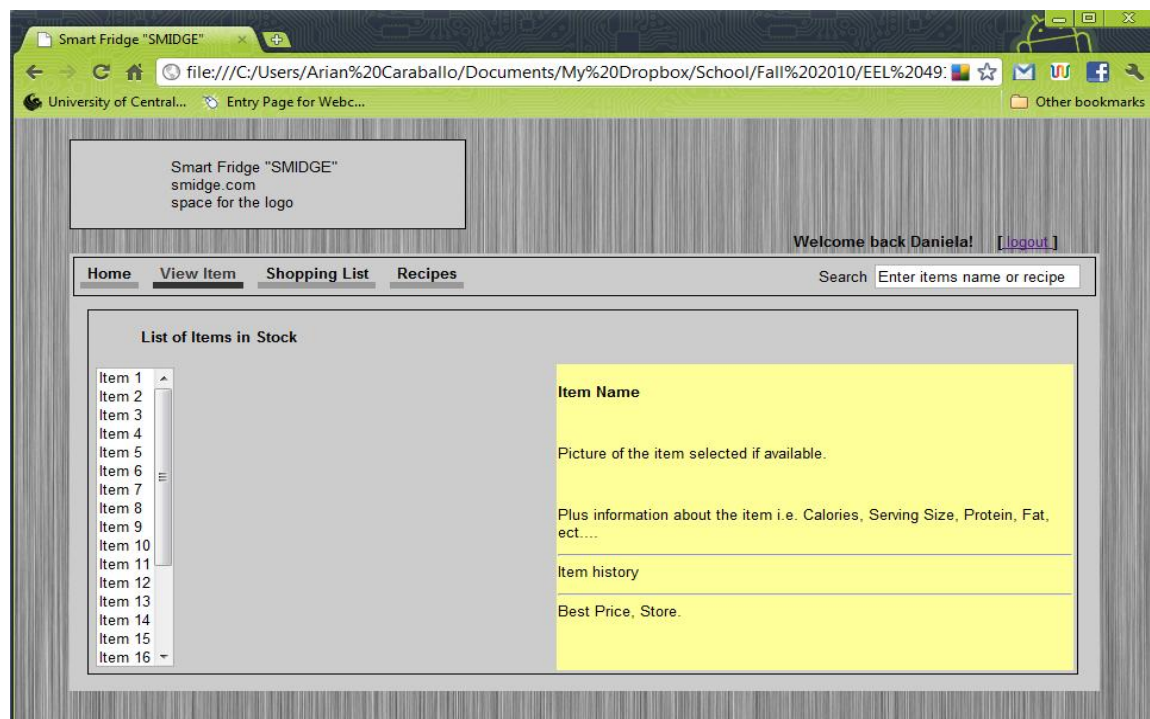 Smart Fridge "SMIDGE"
file:///C:/Users/Arian%20Caraballo/Documents/My%20Dropbox/School/Fall%202010/EEL%2049
University of Central... Entry Page for Webc... Other bookmarks
Smart Fridge "SMIDGE"
smidge.com
space for the logo
Welcome back Daniela! [ logout ]
Home View Item Shopping List Recipes Search Enter items name or recipe
List of Items in Stock
Item 1
Item 2
Item 3
Item 4
Item 5
Item 6
Item 7
Item 8
Item 9
Item 10
Item 11
Item 12
Item 13
Item 14
Item 15
Item 16
Item Name
Picture of the item selected if available.
Plus information about the item i.e. Calories, Serving Size, Protein, Fat,
ect....
Item history
Best Price, Store.